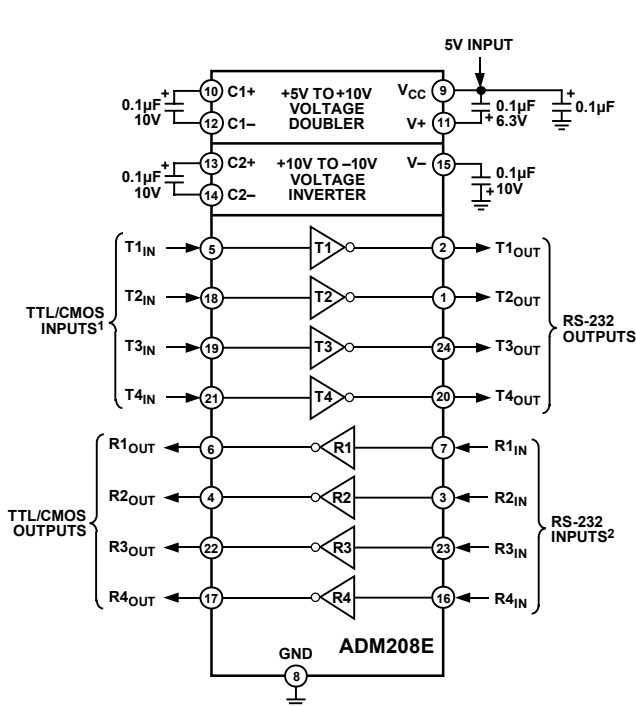 5V INPUT
0.1µF
10V
+
10
C1+
12
C1–
+5V TO +10V
VOLTAGE
DOUBLER
VCC
9
V+
11
+
0.1µF
6.3V
+
0.1µF
0.1µF
10V
+
13
C2+
14
C2–
+10V TO –10V
VOLTAGE
INVERTER
V–
15
0.1µF
+
10V
TTL/CMOS
INPUTS1
T1IN
5
T1
2
T1OUT
T2IN
18
T2
1
T2OUT
T3IN
19
T3
24
T3OUT
T4IN
21
T4
20
T4OUT
RS-232
OUTPUTS
TTL/CMOS
OUTPUTS
R1OUT
6
R1
7
R1IN
R2OUT
4
R2
3
R2IN
R3OUT
22
R3
23
R3IN
R4OUT
17
R4
16
R4IN
RS-232
INPUTS2
GND
8
ADM208E